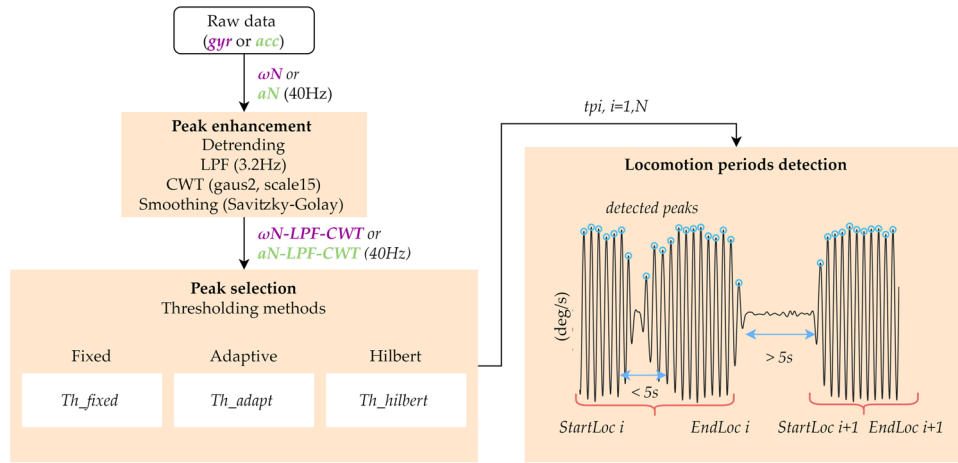 Raw data
(gyr or acc)
ωN or
aN (40Hz)
Peak enhancement
Detrending
LPF (3.2Hz)
CWT (gaus2, scale15)
Smoothing (Savitzky-Golay)
ωN-LPF-CWT or
aN-LPF-CWT (40Hz)
Peak selection
Thresholding methods
Fixed
Adaptive
Hilbert
Th_fixed
Th_adapt
Th_hilbert
tpi, i=1,N
Locomotion periods detection
detected peaks
(deg/s)
> 5s
< 5s
StartLoc i
EndLoc i
StartLoc i+1
EndLoc i+1